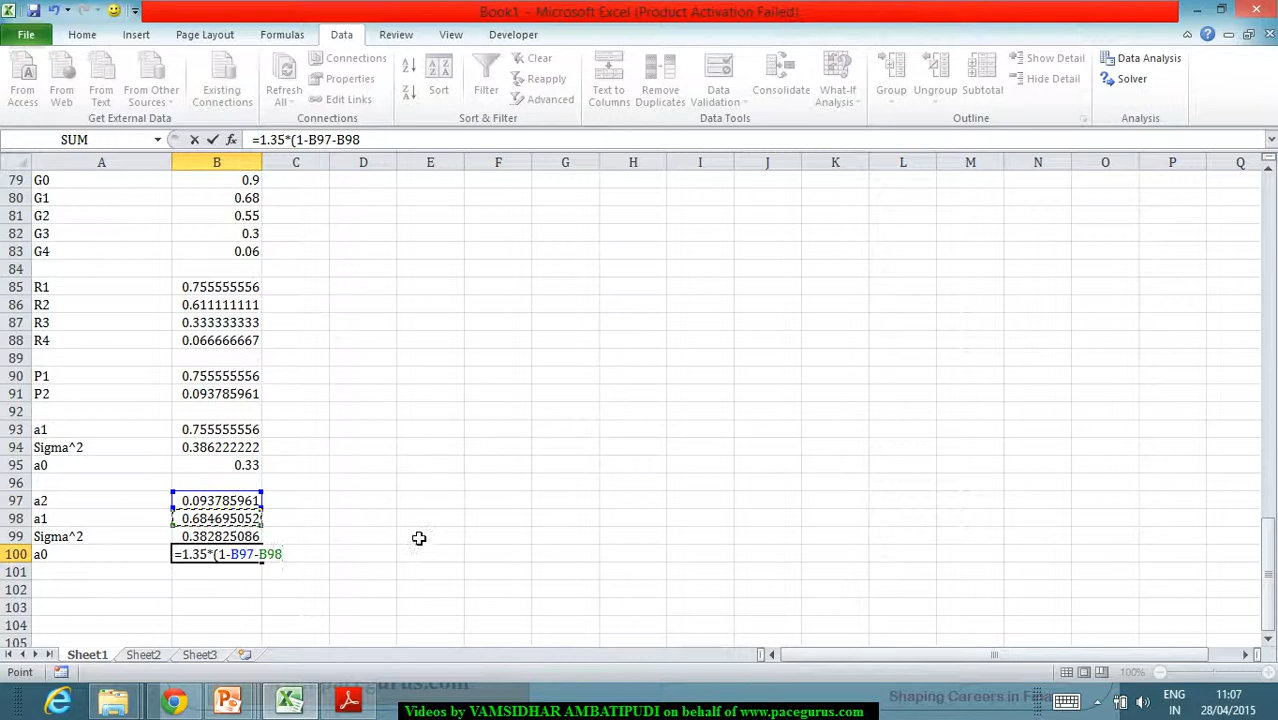 Book1 - Microsoft Excel (Product Activation Failed)
File Home Insert Page Layout Formulas Data Review View Developer
From Access From Web From Text From Other Sources Existing Connections Refresh All Connections Properties Edit Links Sort Filter Clear Reapply Advanced Text to Columns Remove Duplicates Data Validation Consolidate What-If Analysis Group Ungroup Subtotal Show Detail Hide Detail Data Analysis Solver
Get External Data Connections Sort & Filter Data Tools Outline Analysis
SUM fx =1.35*(1-B97-B98
A B C D E F G H I J K L M N O P Q
79 G0 0.9
80 G1 0.68
81 G2 0.55
82 G3 0.3
83 G4 0.06
84
85 R1 0.755555556
86 R2 0.611111111
87 R3 0.333333333
88 R4 0.066666667
89
90 P1 0.755555556
91 P2 0.093785961
92
93 a1 0.755555556
94 Sigma^2 0.386222222
95 a0 0.33
96
97 a2 0.093785961
98 a1 0.684695052
99 Sigma^2 0.382825086
100 a0 =1.35*(1-B97-B98
101
102
103
104
105
Sheet1 Sheet2 Sheet3
Point 100%
pacegurus.com Shaping Careers in Fin
ENG 11:07
IN 28/04/2015
Videos by VAMSIDHAR AMBATIPUDI on behalf of www.pacegurus.com